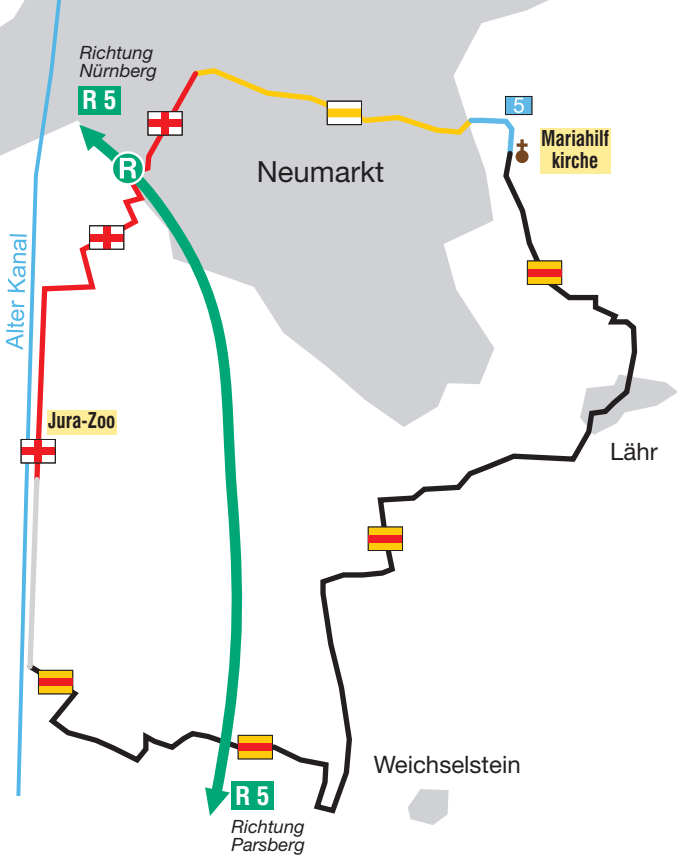 Richtung
Nürnberg
R 5
5
Mariahilf
kirche
R
Neumarkt
Alter Kanal
Jura-Zoo
Lähr
Weichselstein
R 5
Richtung
Parsberg